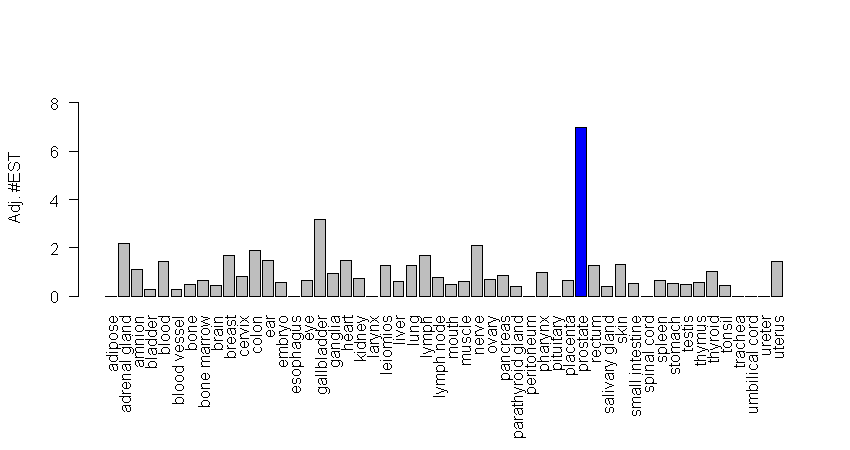 8
6
4
2
0
Adj. #EST
adipose
adrenal gland
amnion
bladder
blood
blood vessel
bone
bone marrow
brain
breast
cervix
colon
ear
embryo
esophagus
eye
gallbladder
ganglia
heart
kidney
larynx
leiomios
liver
lung
lymph
lymph node
mouth
muscle
nerve
ovary
pancreas
parathyroid gland
peritoneum
pharynx
pituitary
placenta
prostate
rectum
salivary gland
skin
small intestine
spinal cord
spleen
stomach
testis
thymus
thyroid
tonsil
trachea
umbilical cord
ureter
uterus